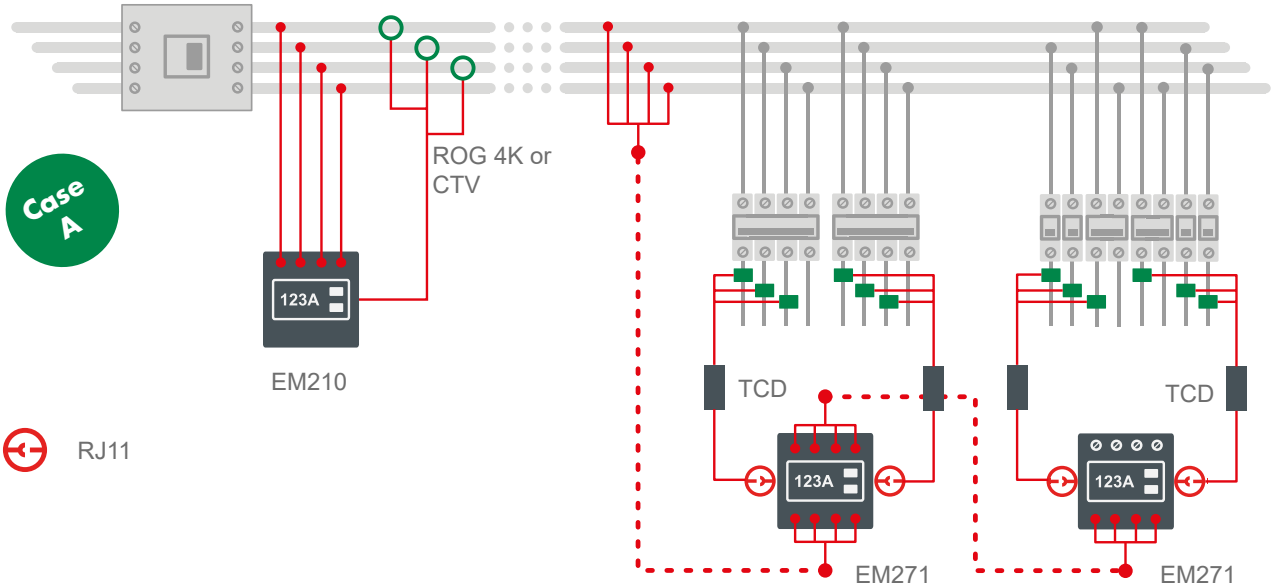 ROG 4K or
CTV
Case
A
123A
EM210
TCD
TCD
RJ11
123A
123A
EM271
EM271